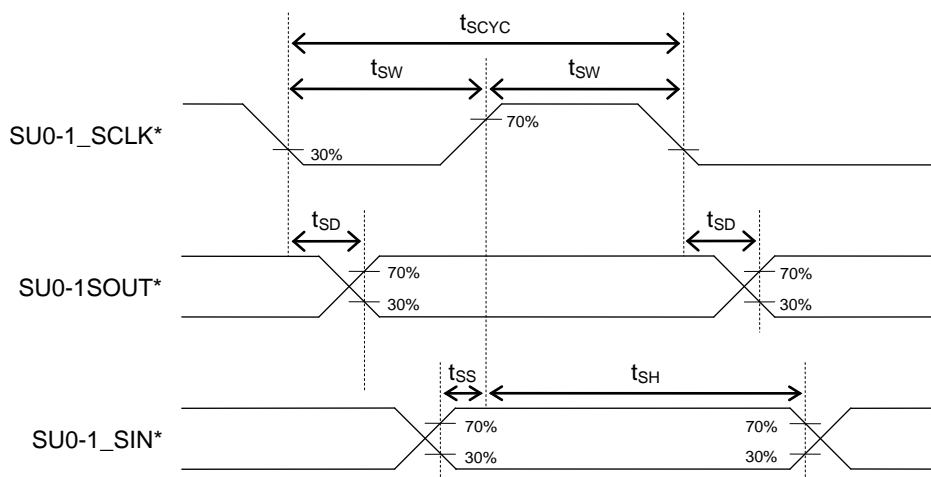 tSCYC
tSW tSW
SU0-1_SCLK*
70%
30%
tSD tSD
SU0-1SOUT*
70% 70%
30% 30%
tSS tSH
SU0-1_SIN*
70% 70%
30% 30%